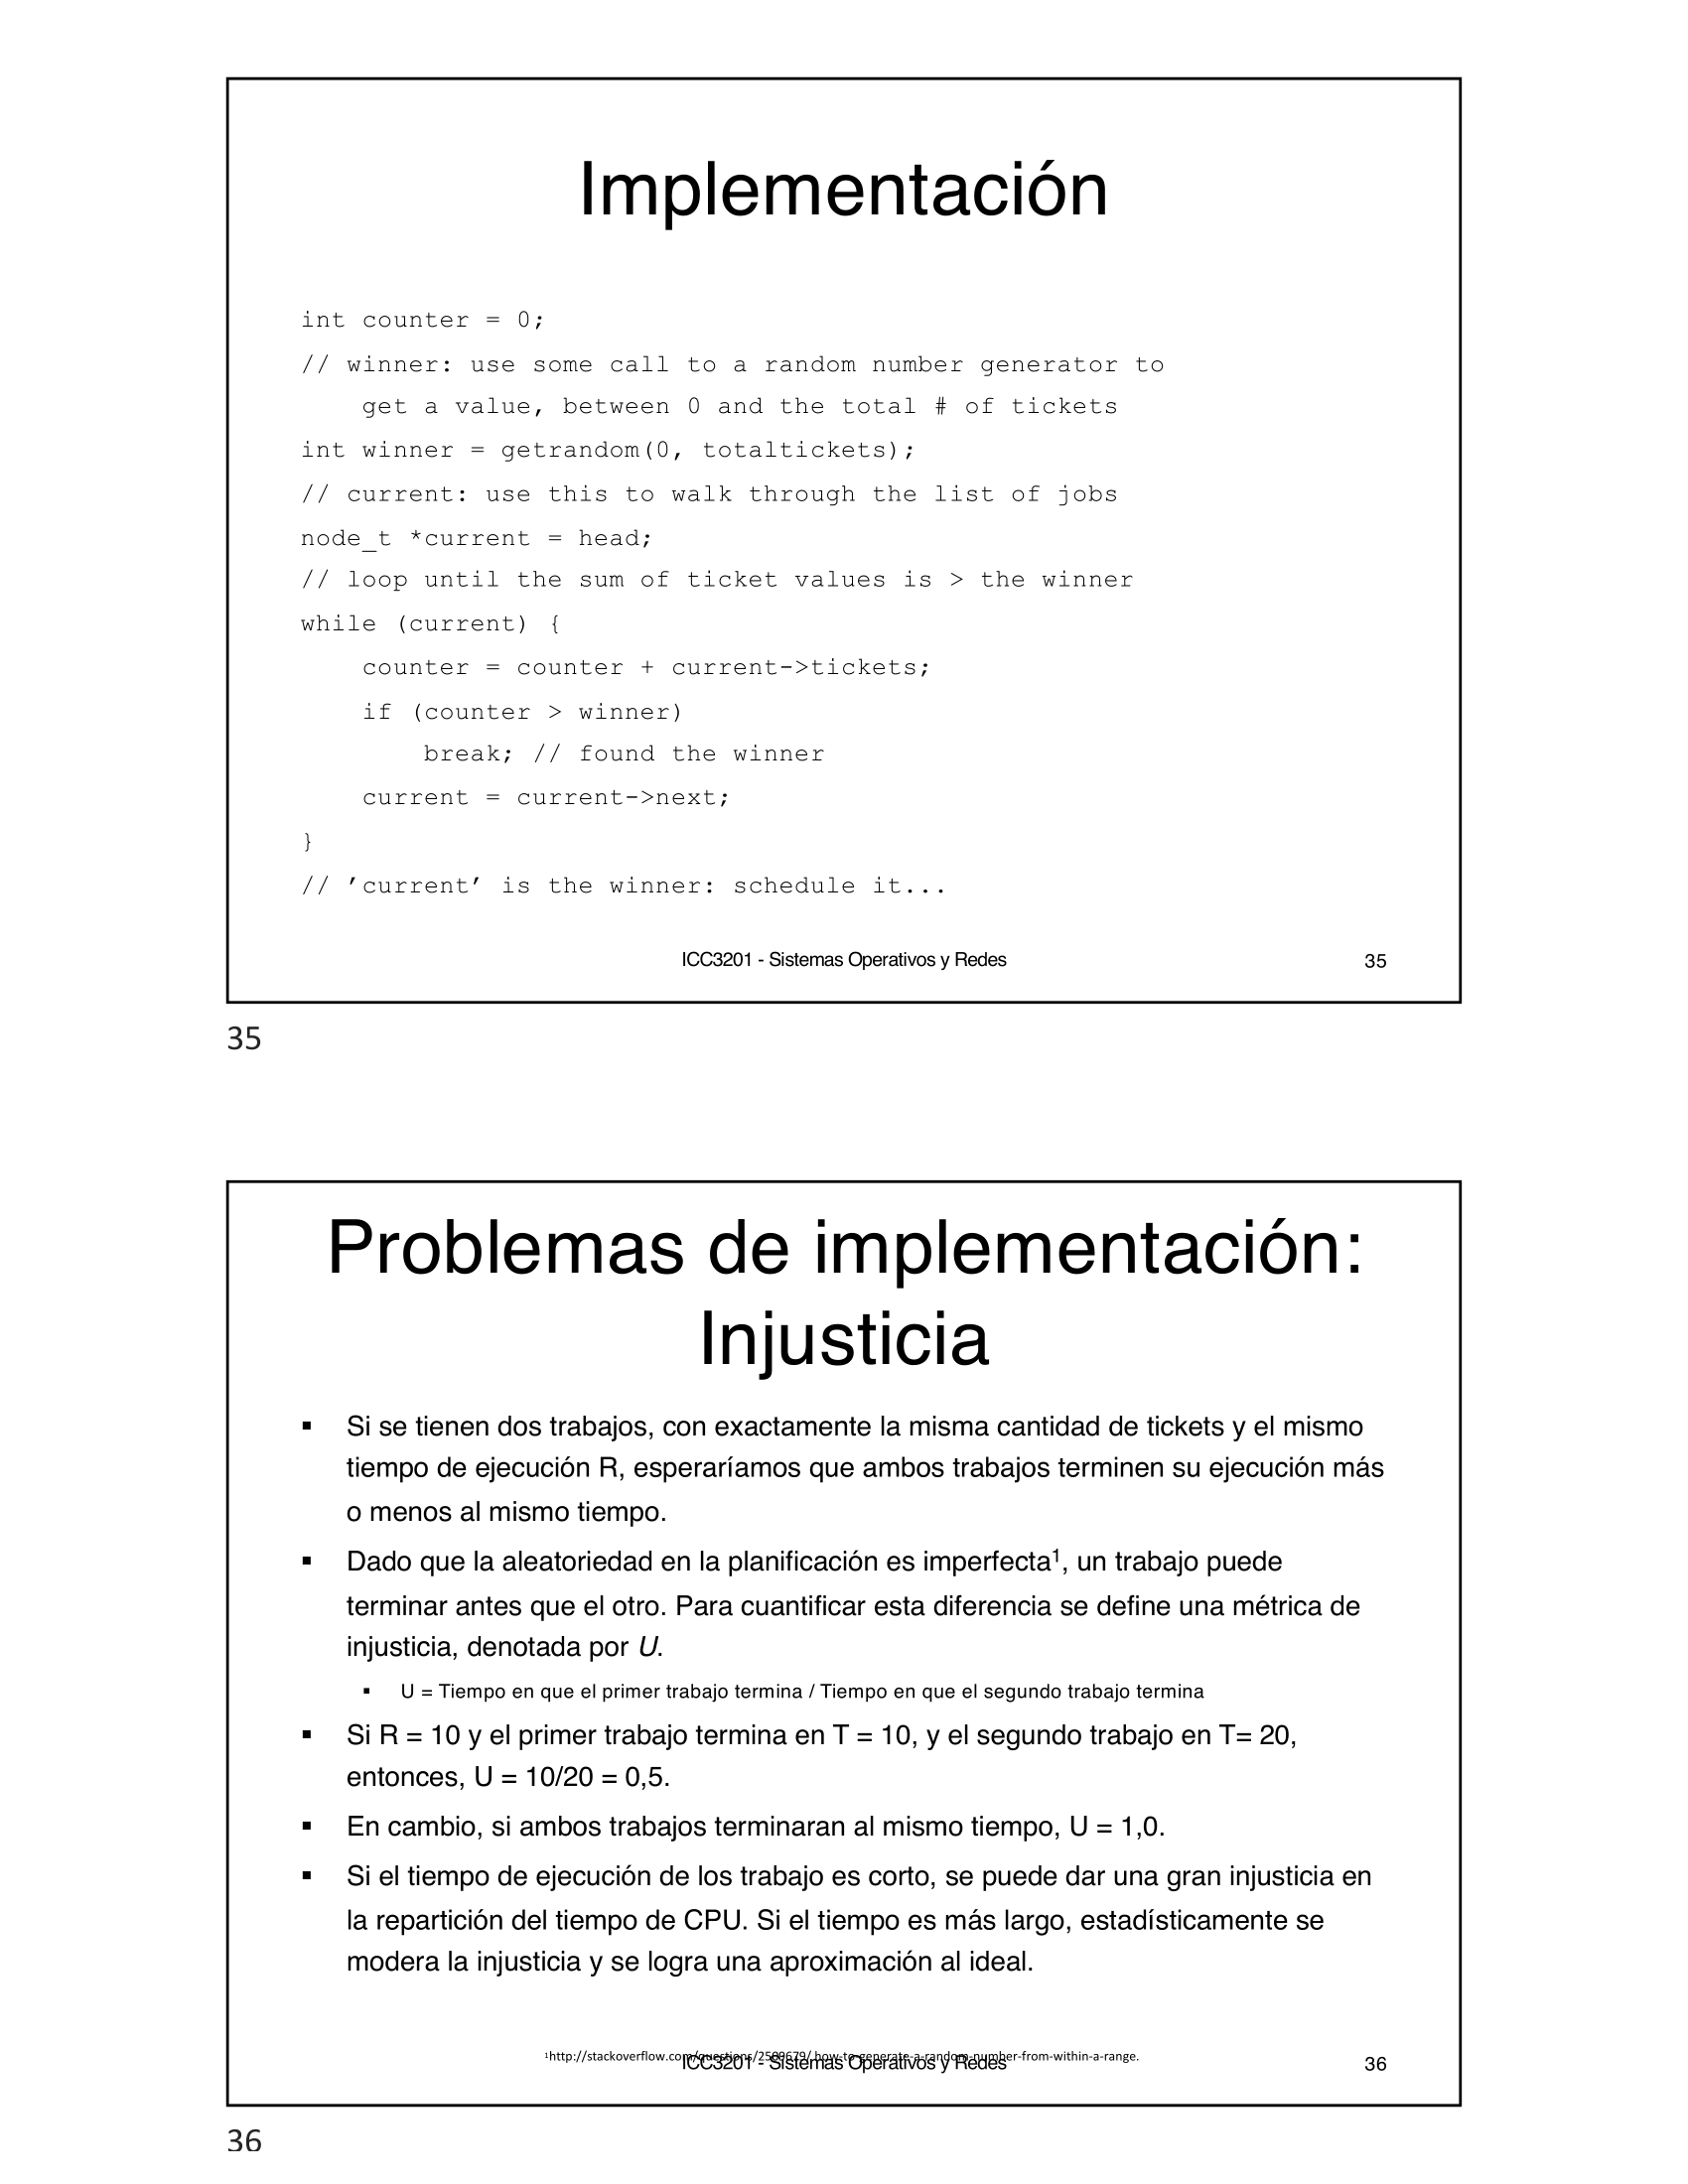 Implementación
int counter = 0;
// winner: use some call to a random number generator to
get a value, between 0 and the total # of tickets
int winner = getrandom(0, totaltickets);
// current: use this to walk through the list of jobs
node_t *current = head;
// loop until the sum of ticket values is > the winner
while (current) {
counter = counter + current->tickets;
if (counter > winner)
break; // found the winner
current = current->next;
}
// ’current’ is the winner: schedule it...
ICC3201 - Sistemas Operativos y Redes
35
35
Problemas de implementación:
Injusticia
▪ Si se tienen dos trabajos, con exactamente la misma cantidad de tickets y el mismo
tiempo de ejecución R, esperaríamos que ambos trabajos terminen su ejecución más
o menos al mismo tiempo.
▪ Dado que la aleatoriedad en la planificación es imperfecta¹, un trabajo puede
terminar antes que el otro. Para cuantificar esta diferencia se define una métrica de
injusticia, denotada por U.
▪ U = Tiempo en que el primer trabajo termina / Tiempo en que el segundo trabajo termina
▪ Si R = 10 y el primer trabajo termina en T = 10, y el segundo trabajo en T= 20,
entonces, U = 10/20 = 0,5.
▪ En cambio, si ambos trabajos terminaran al mismo tiempo, U = 1,0.
▪ Si el tiempo de ejecución de los trabajo es corto, se puede dar una gran injusticia en
la repartición del tiempo de CPU. Si el tiempo es más largo, estadísticamente se
modera la injusticia y se logra una aproximación al ideal.
¹http://stackoverflow.com/questions/2509679/ how-to-generate-a-random-number-from-within-a-range.
ICC3201 - Sistemas Operativos y Redes
36
36